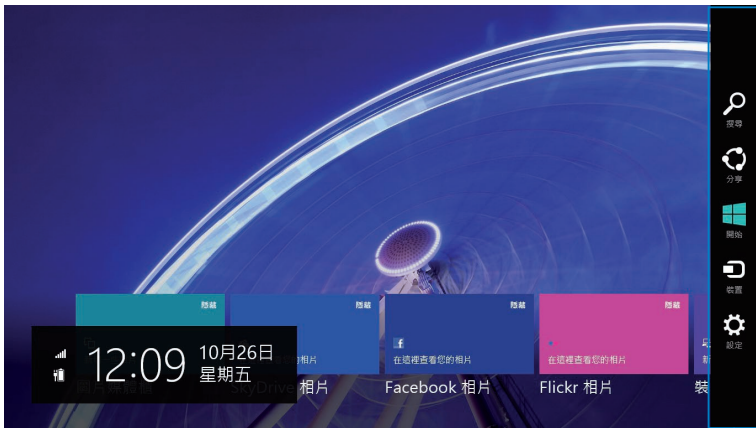 搜尋
分享
開始
裝置
設定
隱藏
隱藏
隱藏
隱藏
在這裡查看您的相片
在這裡查看您的相片
相片
SkyDrive 相片
Facebook 相片
Flickr 相片
裝
新
12:09
10月26日
星期五